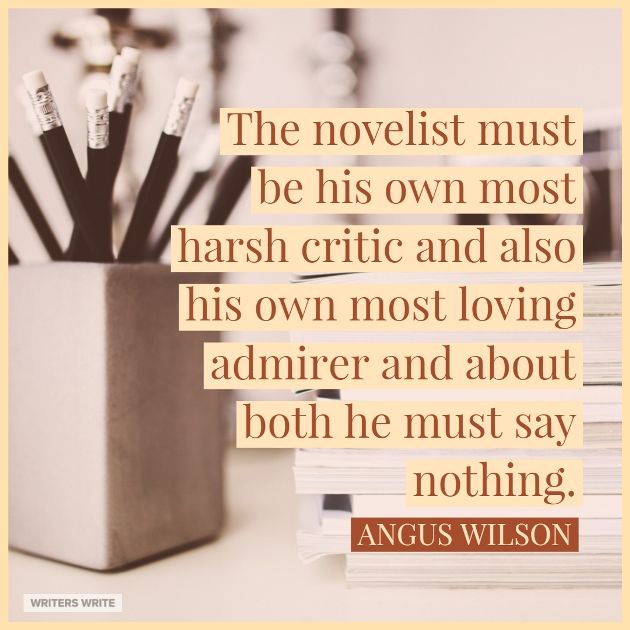 The novelist must
be his own most
harsh critic and also
his own most loving
admirer and about
both he must say
nothing.
ANGUS WILSON
WRITERS WRITE